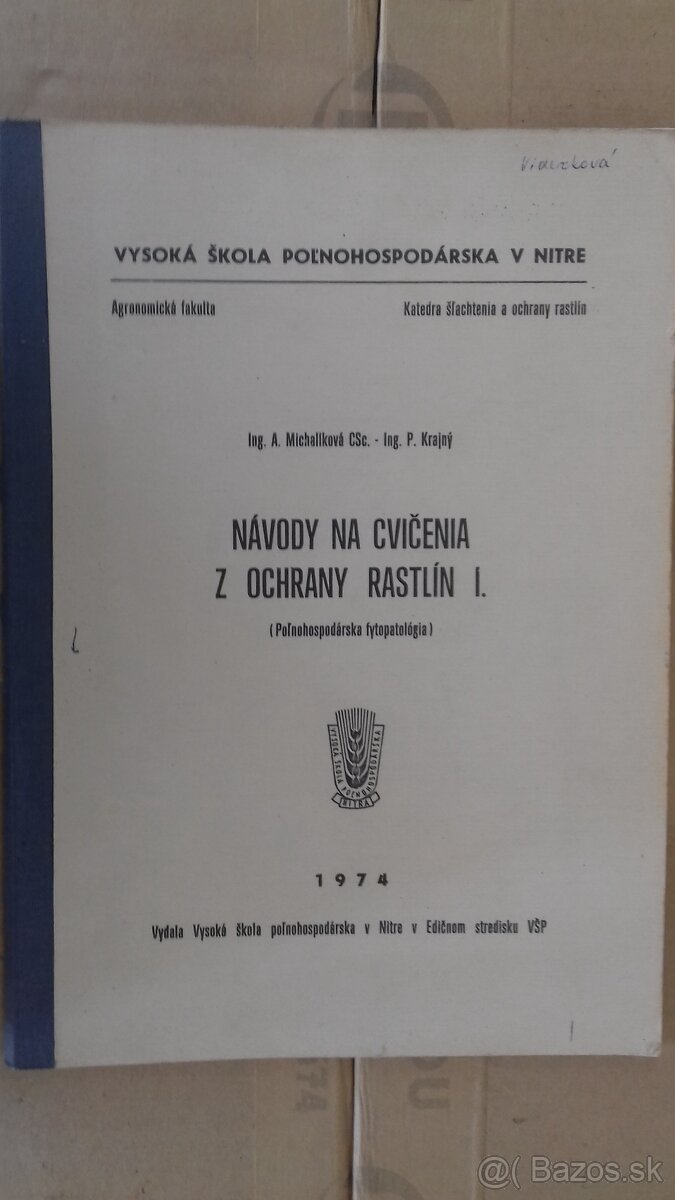 VYSOKÁ ŠKOLA POĽNOHOSPODÁRSKA V NITRE
Agronomická fakulta Katedra šľachtenia a ochrany rastlín
Ing. A. Michalíková CSc. - Ing. P. Krajný
NÁVODY NA CVIČENIA
Z OCHRANY RASTLÍN I.
(Poľnohospodárska fytopatológia)
VYSOKÁ ŠKOLA POĽNOHOSPODÁRSKA
NITRA
1974
Vydala Vysoká škola poľnohospodárska v Nitre v Edičnom stredisku VŠP
@( Bazos.sk